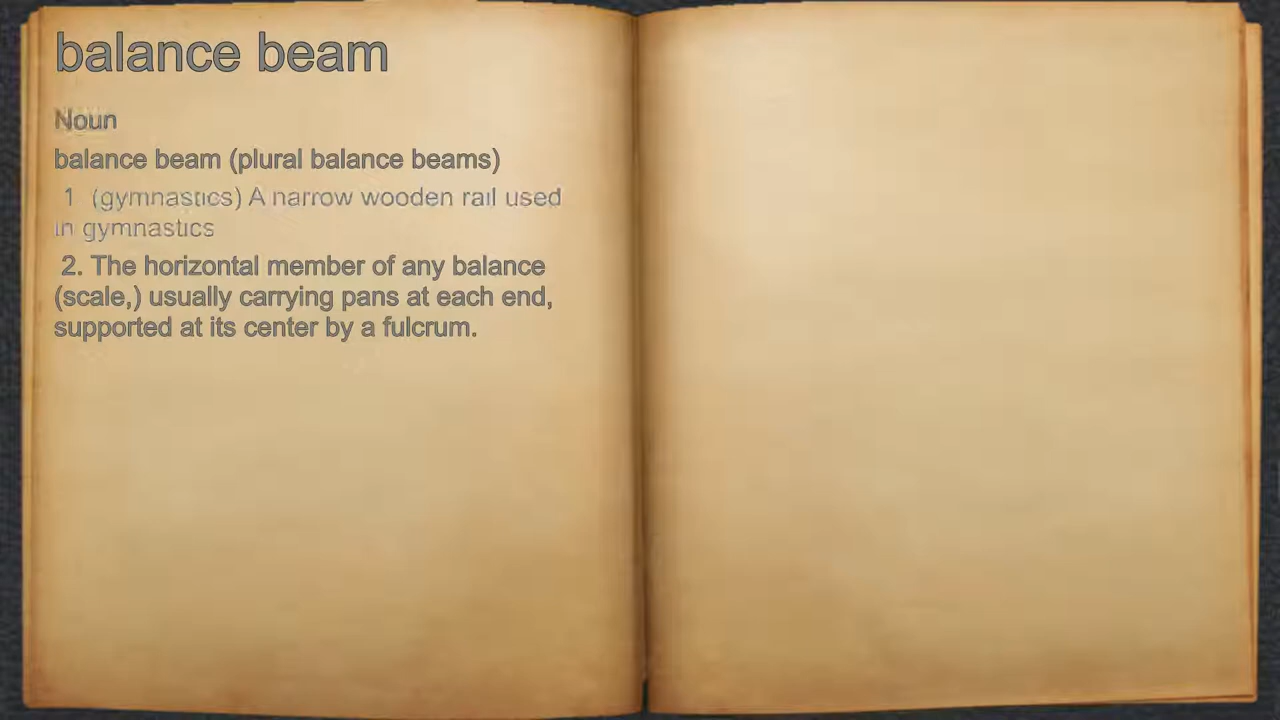 balance beam
Noun
balance beam (plural balance beams)
1 (gymnastics) A narrow wooden rail used
in gymnastics
2. The horizontal member of any balance
(scale,) usually carrying pans at each end,
supported at its center by a fulcrum.